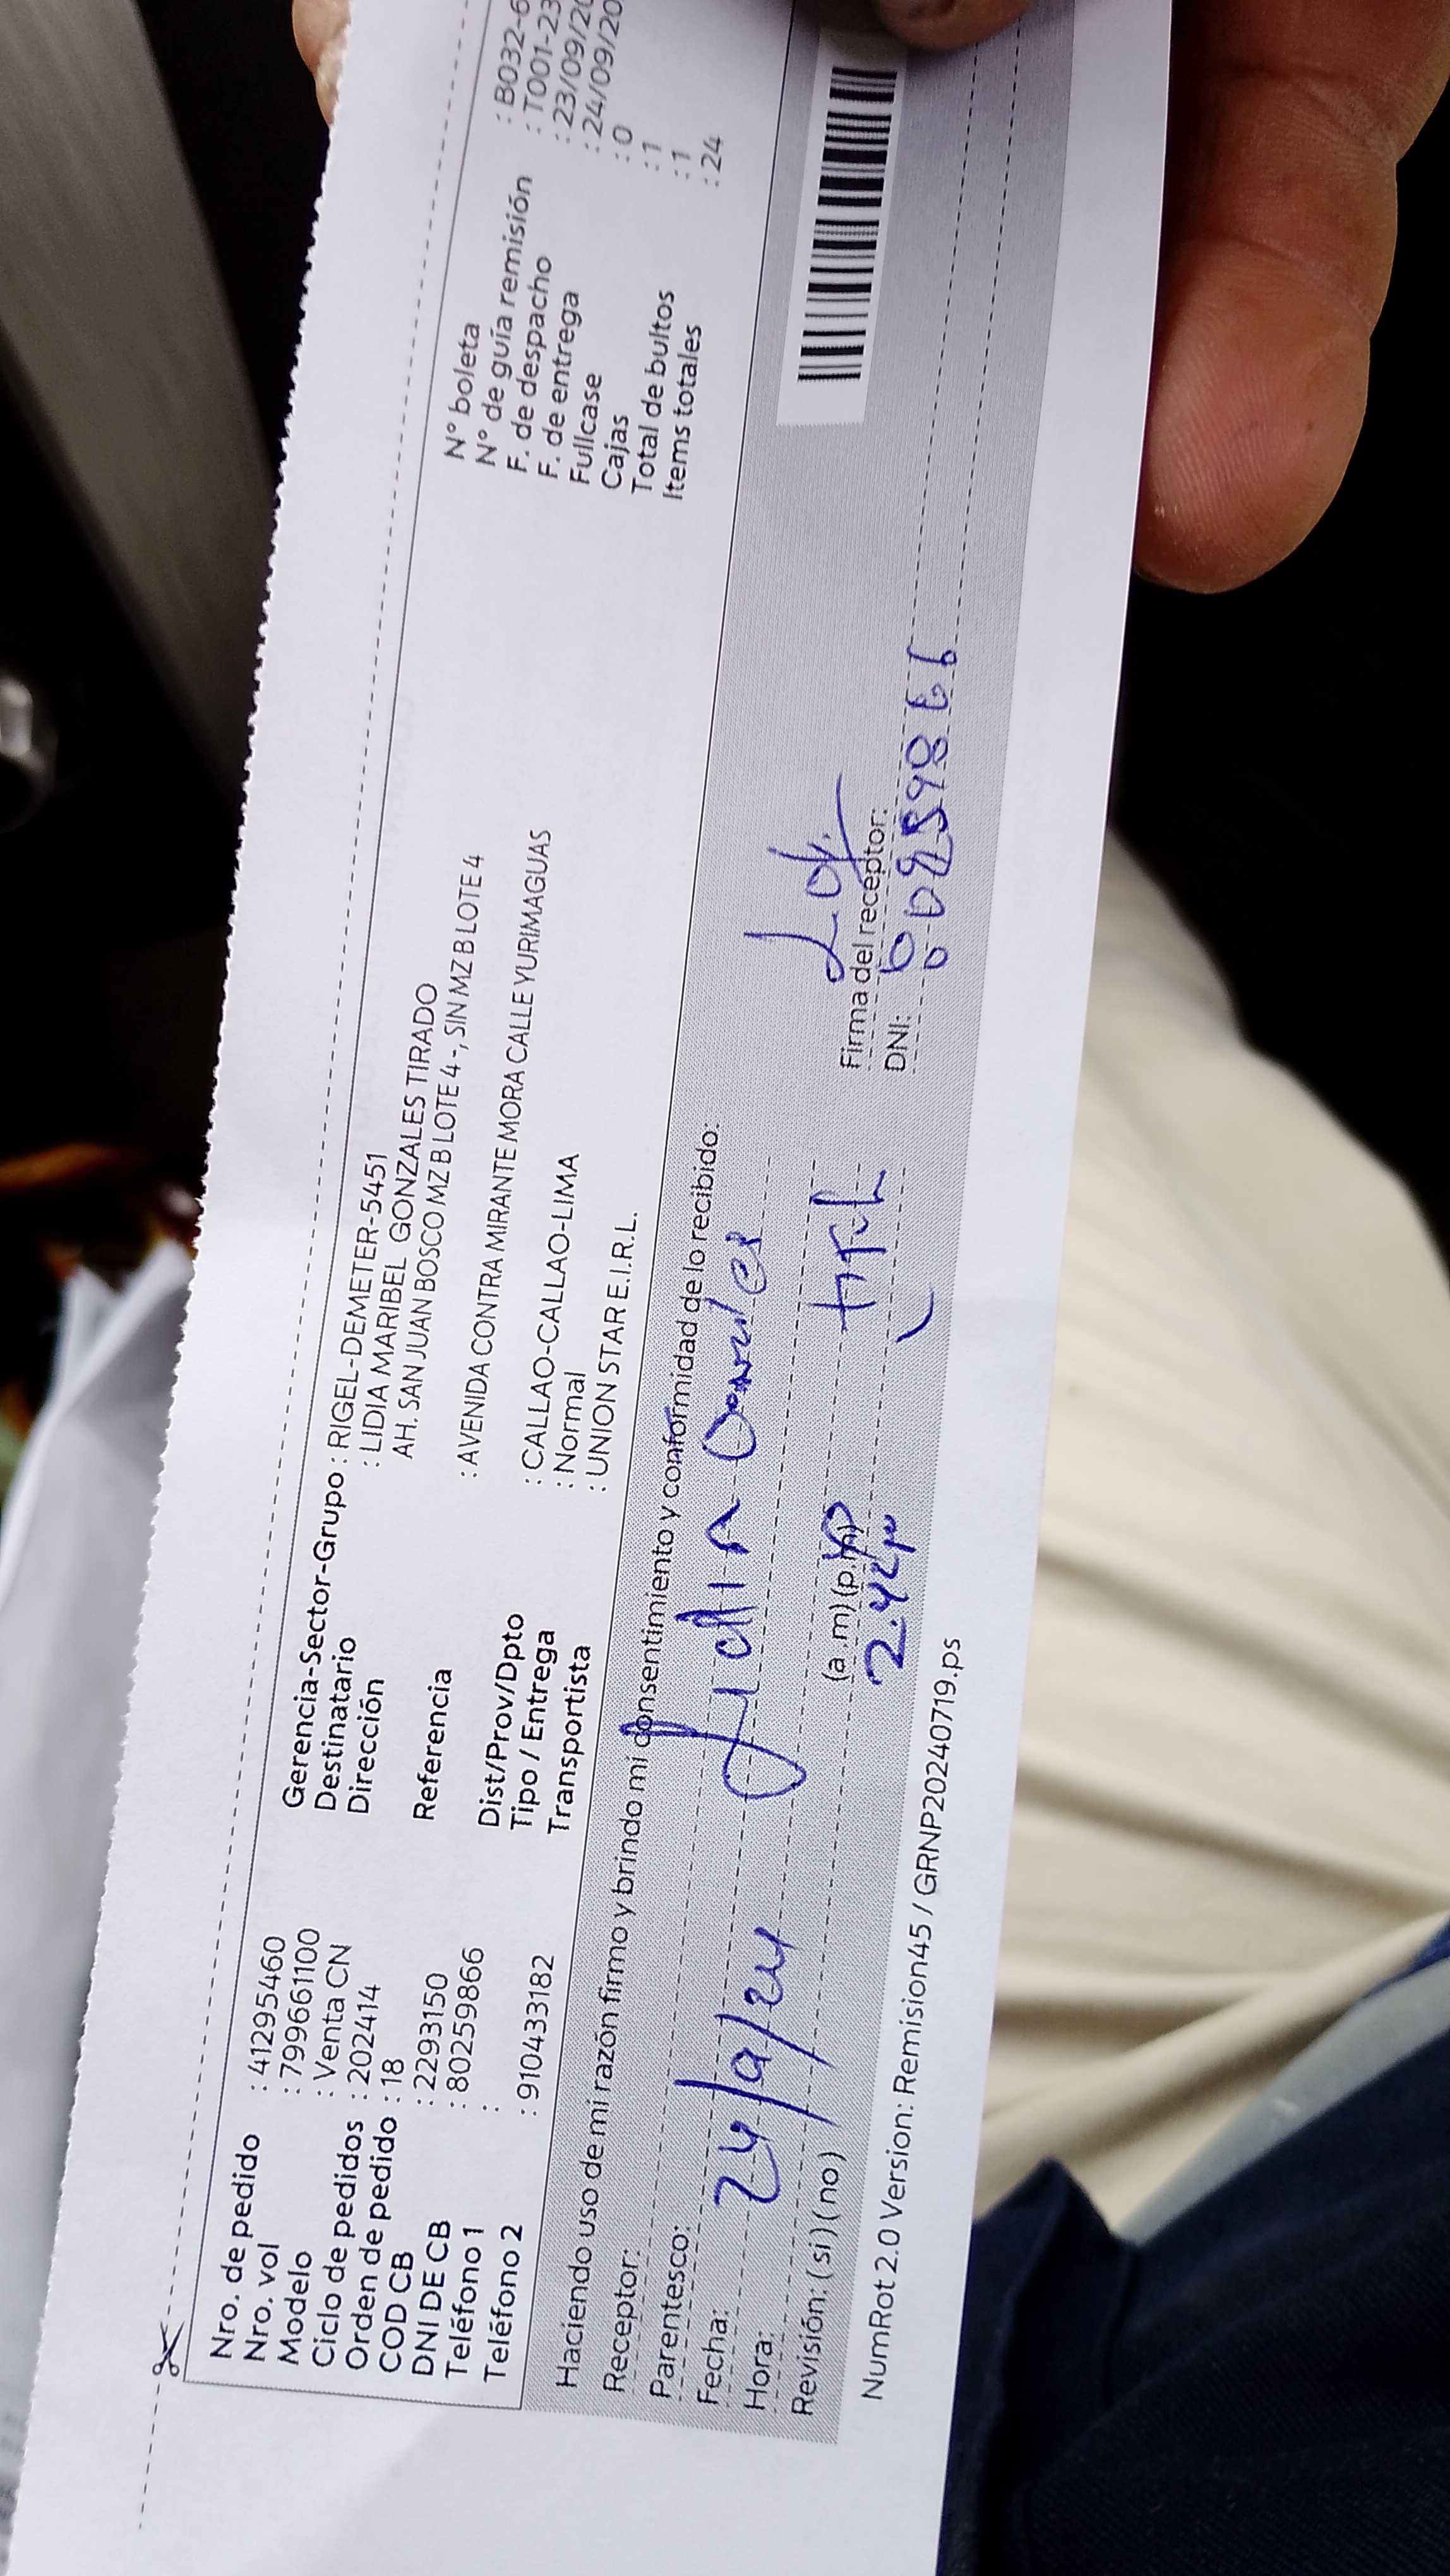 Nro. de pedido : 41295460
Nro. vol : 799661100
Modelo : Venta CN
Ciclo de pedidos : 202414
Orden de pedido : 18
COD CB : 2293150
DNI DE CB : 80259866
Teléfono 1 :
Teléfono 2 : 910433182
Gerencia-Sector-Grupo : RIGEL-DEMETER-5451
Destinatario : LIDIA MARIBEL GONZALES TIRADO
Dirección AH. SAN JUAN BOSCO MZ B LOTE 4 -, SIN MZ B LOTE 4
Referencia : AVENIDA CONTRA MIRANTE MORA CALLE YURIMAGUAS
Dist/Prov/Dpto : CALLAO-CALLAO-LIMA
Tipo / Entrega : Normal
Transportista : UNION STAR E.I.R.L.
N° boleta : B032-6
N° de guía remisión : T001-23
F. de despacho : 23/09/20
F. de entrega : 24/09/20
Fullcase : 0
Cajas : 1
Total de bultos : 1
Items totales : 24
Haciendo uso de mi razón firmo y brindo mi consentimiento y conformidad de lo recibido:
Receptor: Lidia
Parentesco:
Fecha: 24/9/24
Hora: (a.m)(p.m)
Revisión: (si)(no)
Firma del receptor:
DNI:
NumRot 2.0 Version: Remision45 / GRNP20240719.ps